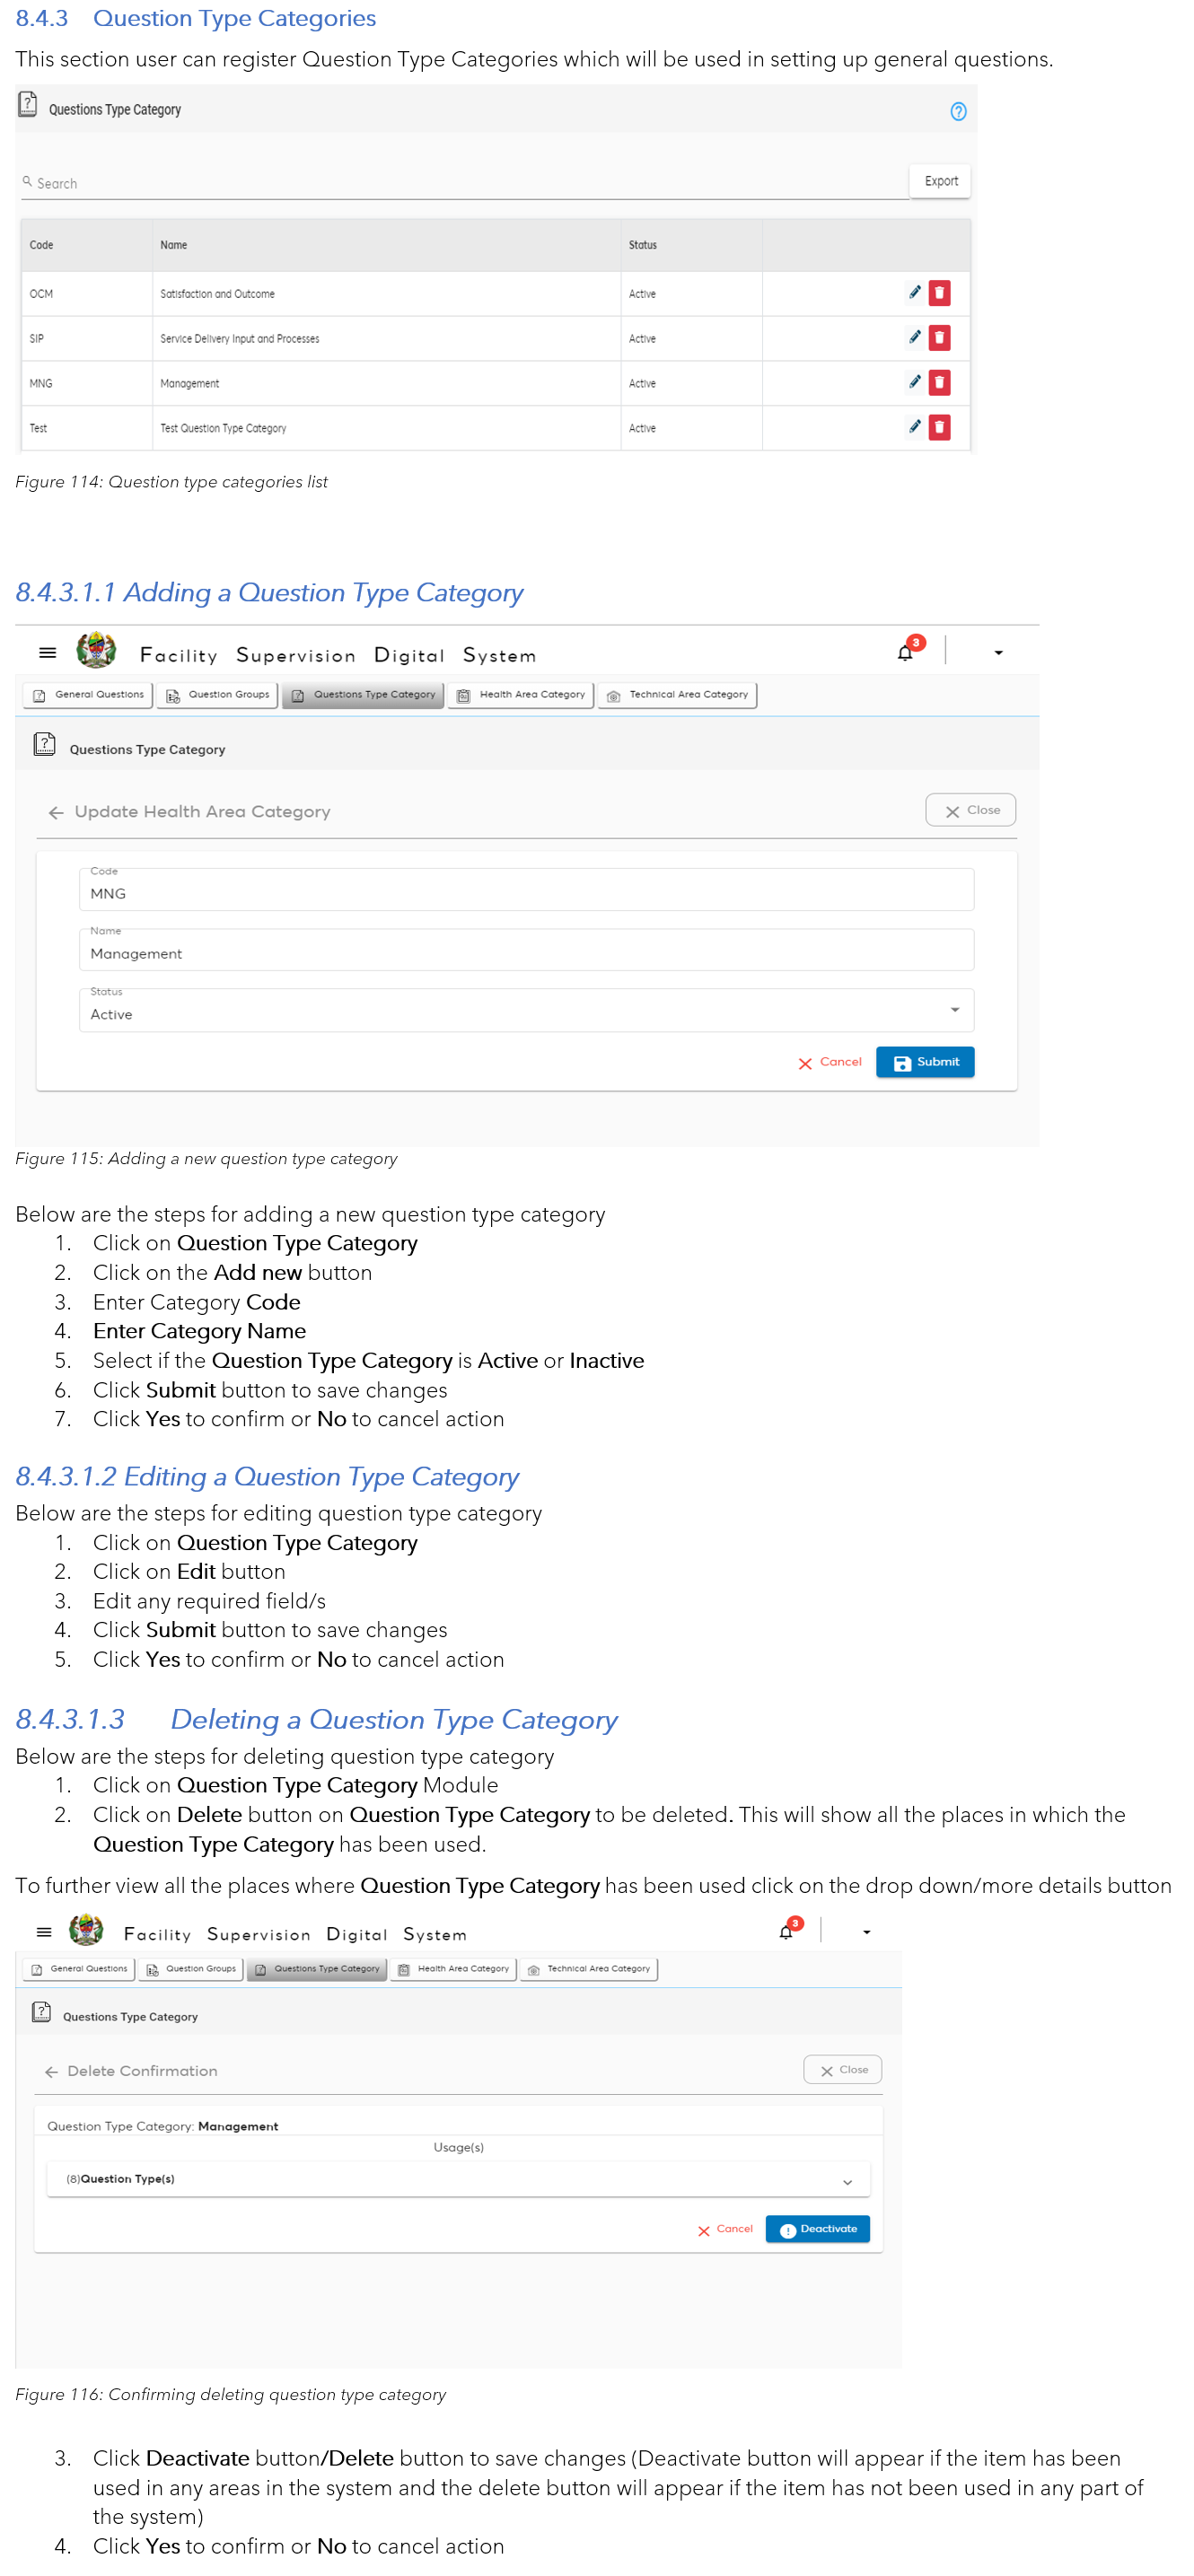 8.4.3 Question Type Categories
This section user can register Question Type Categories which will be used in setting up general questions.
Questions Type Category
Search
Export
Code Name Status
OCM Satisfaction and Outcome Active
SIP Service Delivery Input and Processes Active
MNG Management Active
Test Test Question Type Category Active
Figure 114: Question type categories list
8.4.3.1.1 Adding a Question Type Category
Facility Supervision Digital System 3
General Questions Question Groups Questions Type Category Health Area Category Technical Area Category
Questions Type Category
Update Health Area Category Close
Code
MNG
Name
Management
Status
Active
Cancel Submit
Figure 115: Adding a new question type category
Below are the steps for adding a new question type category
1. Click on Question Type Category
2. Click on the Add new button
3. Enter Category Code
4. Enter Category Name
5. Select if the Question Type Category is Active or Inactive
6. Click Submit button to save changes
7. Click Yes to confirm or No to cancel action
8.4.3.1.2 Editing a Question Type Category
Below are the steps for editing question type category
1. Click on Question Type Category
2. Click on Edit button
3. Edit any required field/s
4. Click Submit button to save changes
5. Click Yes to confirm or No to cancel action
8.4.3.1.3 Deleting a Question Type Category
Below are the steps for deleting question type category
1. Click on Question Type Category Module
2. Click on Delete button on Question Type Category to be deleted. This will show all the places in which the
Question Type Category has been used.
To further view all the places where Question Type Category has been used click on the drop down/more details button
Facility Supervision Digital System 3
General Questions Question Groups Questions Type Category Health Area Category Technical Area Category
Questions Type Category
Delete Confirmation Close
Question Type Category: Management
Usage(s)
(8)Question Type(s)
Cancel Deactivate
Figure 116: Confirming deleting question type category
3. Click Deactivate button/Delete button to save changes (Deactivate button will appear if the item has been
used in any areas in the system and the delete button will appear if the item has not been used in any part of
the system)
4. Click Yes to confirm or No to cancel action